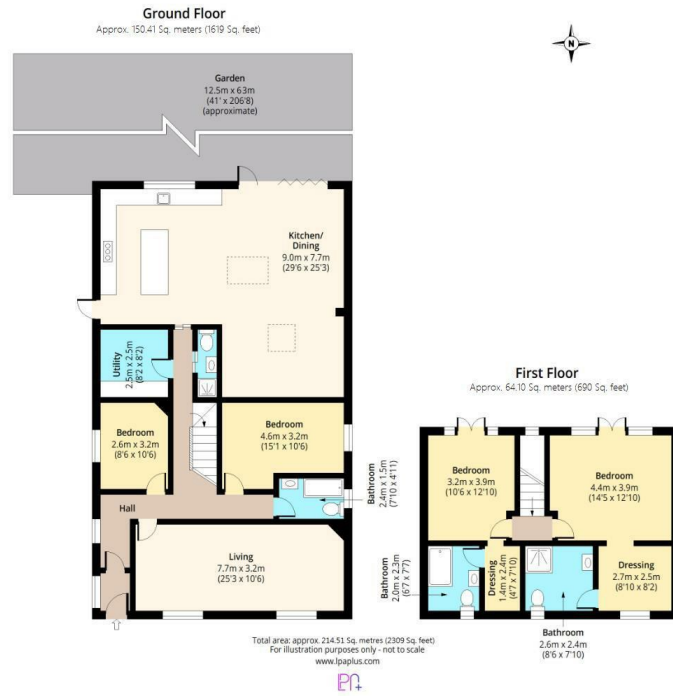 Ground Floor
Approx. 150.41 Sq. meters (1619 Sq. feet)
N
Garden
12.5m x 63m
(41' x 206'8)
(approximate)
Kitchen/
Dining
9.0m x 7.7m
(29'6 x 25'3)
Utility
2.5m x 2.5m
(8'2 x 8'2)
Bedroom
2.6m x 3.2m
(8'6 x 10'6)
Bedroom
4.6m x 3.2m
(15'1 x 10'6)
Bathroom
2.4m x 1.5m
(7'10 x 4'11)
Hall
Living
7.7m x 3.2m
(25'3 x 10'6)
First Floor
Approx. 64.10 Sq. meters (690 Sq. feet)
Bedroom
3.2m x 3.9m
(10'6 x 12'10)
Bedroom
4.4m x 3.9m
(14'5 x 12'10)
Bathroom
2.0m x 2.3m
(6'7 x 7'7)
Dressing
1.4m x 2.4m
(4'7 x 7'10)
Dressing
2.7m x 2.5m
(8'10 x 8'2)
Bathroom
2.6m x 2.4m
(8'6 x 7'10)
Total area: approx. 214.51 Sq. metres (2309 Sq. feet)
For illustration purposes only - not to scale
www.lpaplus.com